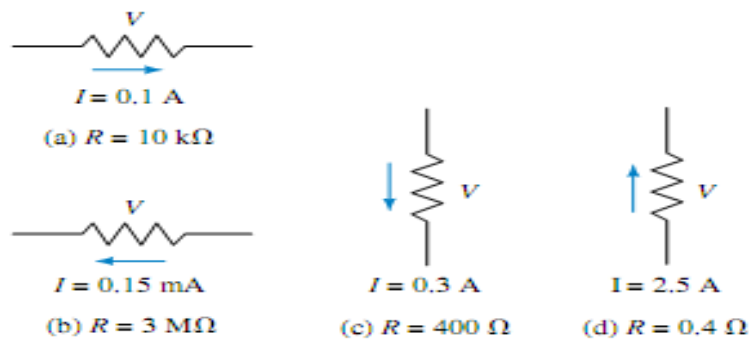 V
I = 0.1 A
(a) R = 10 kΩ
V
I = 0.15 mA
(b) R = 3 MΩ
V
I = 0.3 A
(c) R = 400 Ω
V
I = 2.5 A
(d) R = 0.4 Ω